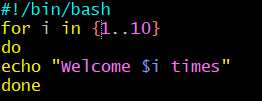 #!/bin/bash
for i in {1..10}
do
echo "Welcome $i times"
done